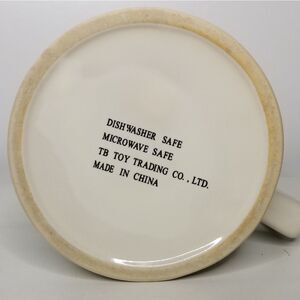 DISHWASHER SAFE
MICROWAVE SAFE
TB TOY TRADING CO., LTD.
MADE IN CHINA